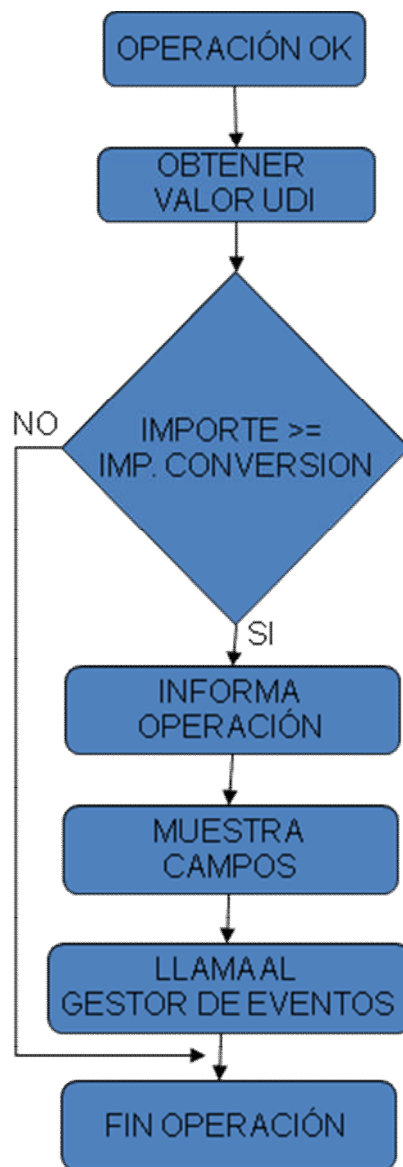 OPERACIÓN OK
OBTENER
VALOR UDI
NO
IMPORTE >=
IMP. CONVERSION
SI
INFORMA
OPERACIÓN
MUESTRA
CAMPOS
LLAMA AL
GESTOR DE EVENTOS
FIN OPERACIÓN